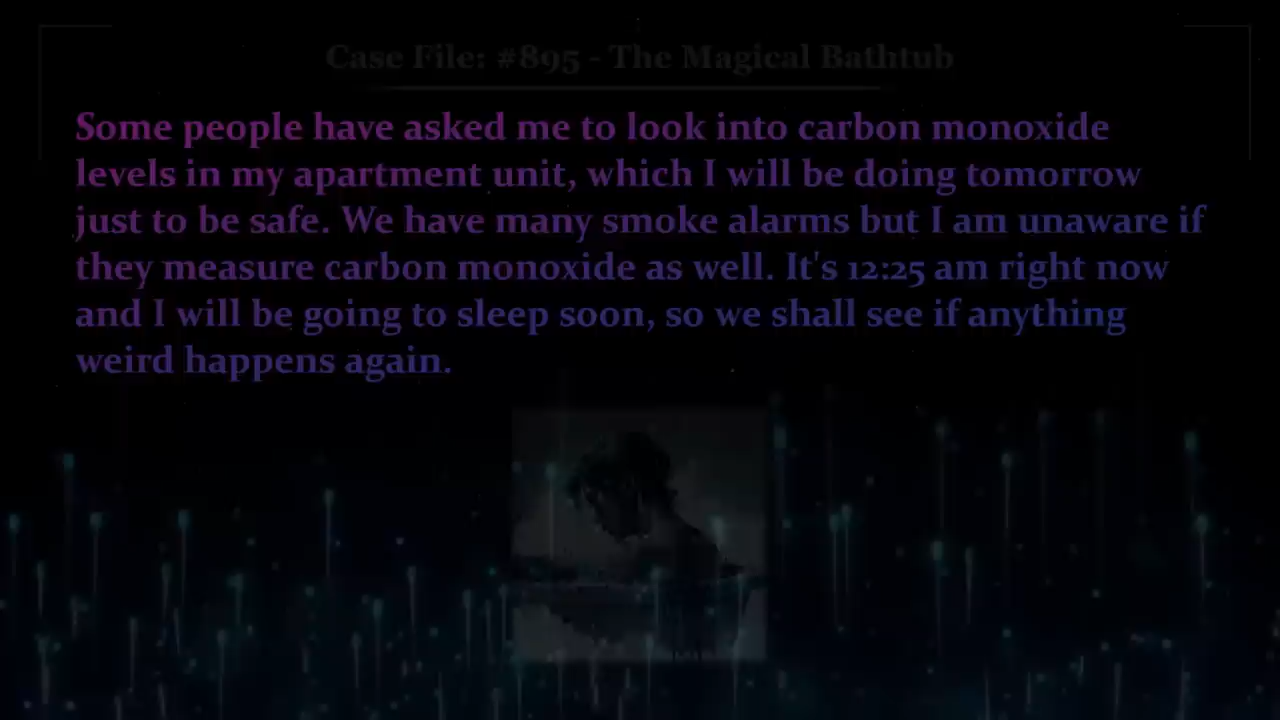 Case File: #895 - The Magical Bathtub
Some people have asked me to look into carbon monoxide
levels in my apartment unit, which I will be doing tomorrow
just to be safe. We have many smoke alarms but I am unaware if
they measure carbon monoxide as well. It's 12:25 am right now
and I will be going to sleep soon, so we shall see if anything
weird happens again.